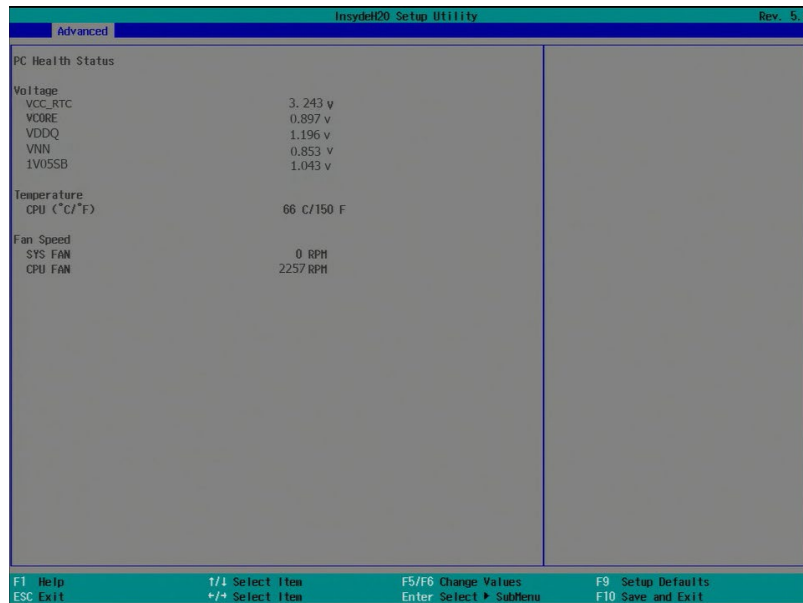 InsydeH20 Setup Utility Rev. 5.
Advanced
PC Health Status
Voltage
VCC_RTC 3. 243 v
VCORE 0.897 v
VDDQ 1.196 v
VNN 0.853 v
1V05SB 1.043 v
Temperature
CPU (°C/°F) 66 C/150 F
Fan Speed
SYS FAN 0 RPM
CPU FAN 2257 RPM
F1 Help ↑/↓ Select Item F5/F6 Change Values F9 Setup Defaults
ESC Exit ←/→ Select Item Enter Select ▶ SubMenu F10 Save and Exit